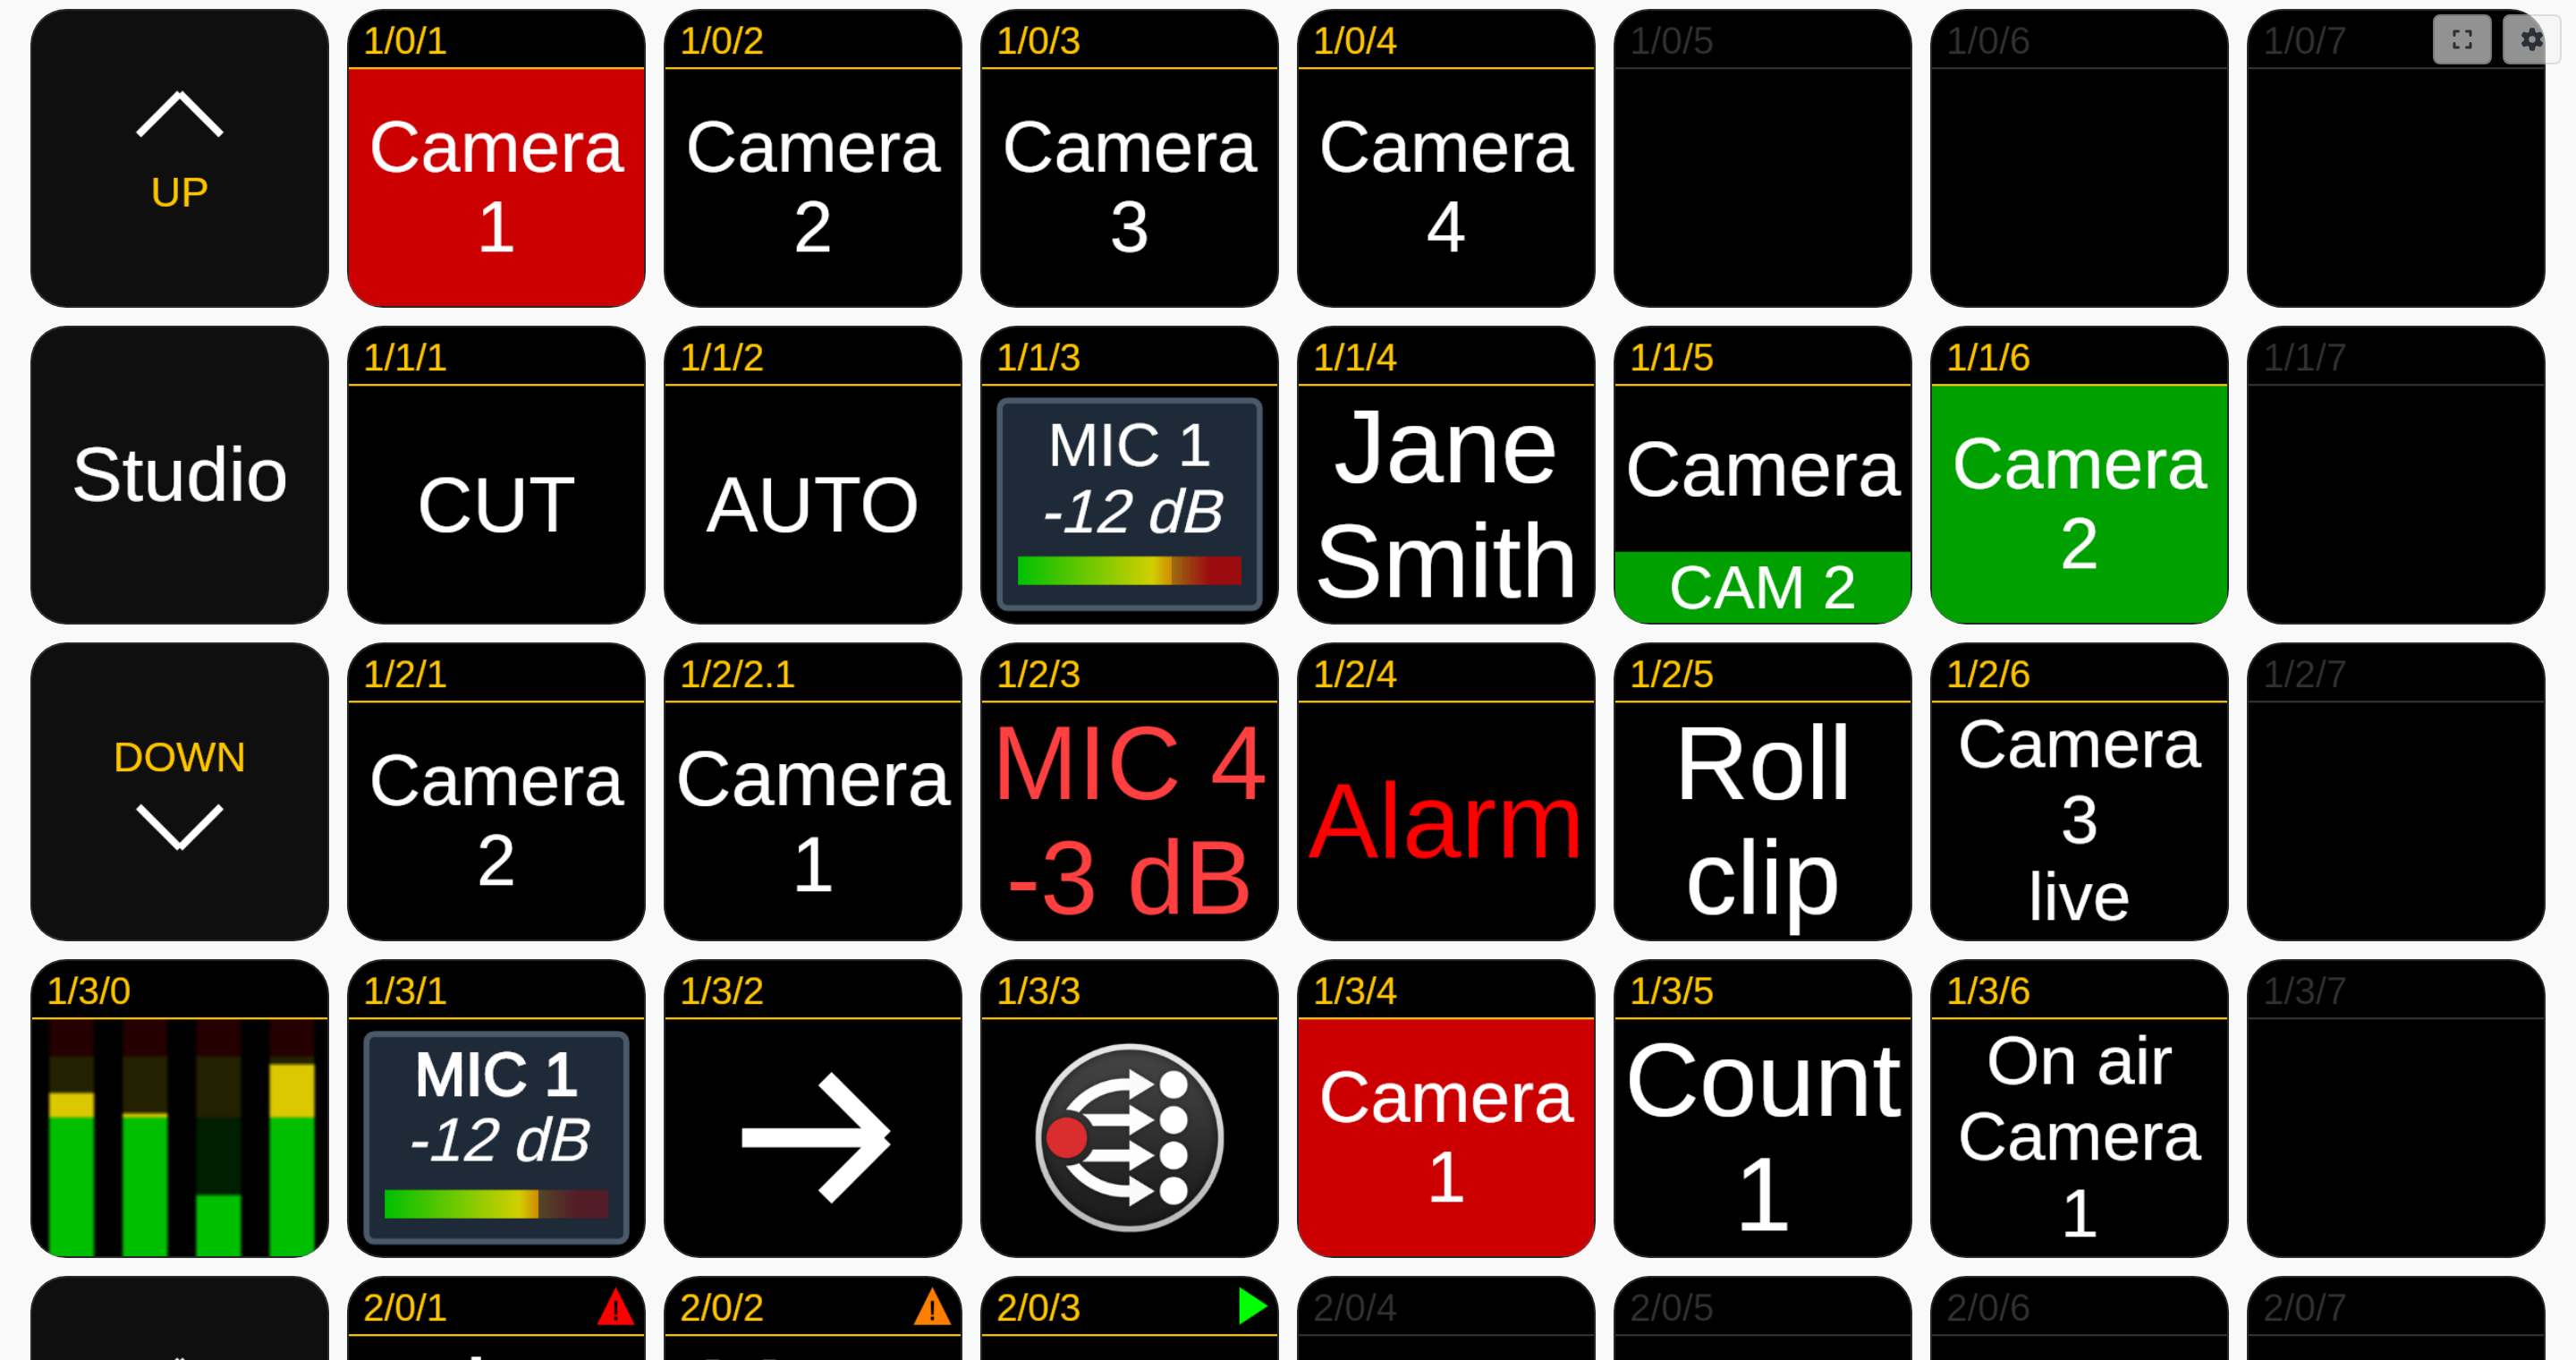 1/0/1
1/0/2
1/0/3
1/0/4
1/0/5
1/0/6
1/0/7
UP
Camera
1
Camera
2
Camera
3
Camera
4
1/1/1
1/1/2
1/1/3
1/1/4
1/1/5
1/1/6
1/1/7
Studio
CUT
AUTO
MIC 1
-12 dB
Jane
Smith
Camera
CAM 2
Camera
2
1/2/1
1/2/2.1
1/2/3
1/2/4
1/2/5
1/2/6
1/2/7
DOWN
Camera
2
Camera
1
MIC 4
-3 dB
Alarm
Roll
clip
Camera
3
live
1/3/0
1/3/1
1/3/2
1/3/3
1/3/4
1/3/5
1/3/6
1/3/7
MIC 1
-12 dB
Camera
1
Count
1
On air
Camera
1
2/0/1
2/0/2
2/0/3
2/0/4
2/0/5
2/0/6
2/0/7